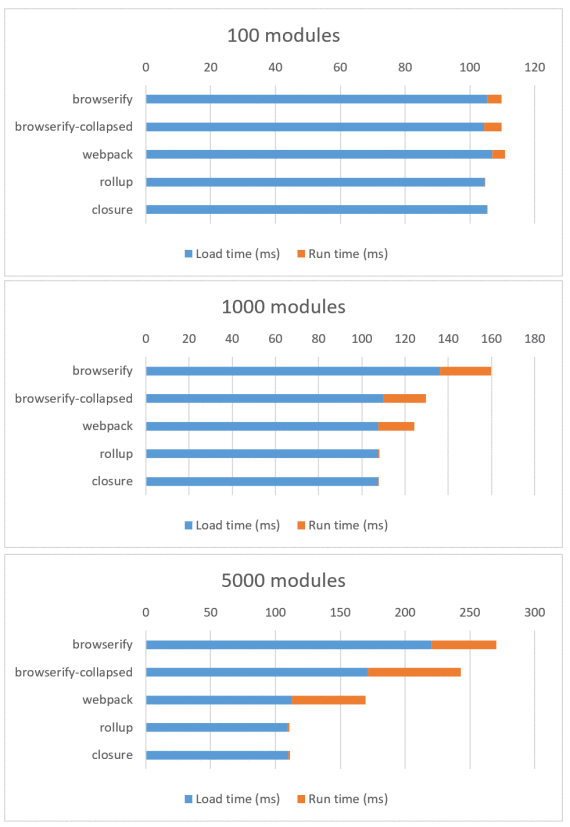 100 modules
0 20 40 60 80 100 120
browserify
browserify-collapsed
webpack
rollup
closure
Load time (ms) Run time (ms)
1000 modules
0 20 40 60 80 100 120 140 160 180
browserify
browserify-collapsed
webpack
rollup
closure
Load time (ms) Run time (ms)
5000 modules
0 50 100 150 200 250 300
browserify
browserify-collapsed
webpack
rollup
closure
Load time (ms) Run time (ms)